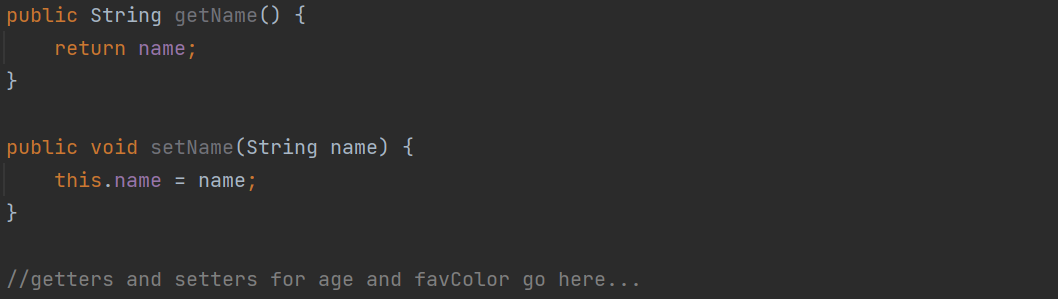 public String getName() {
    return name;
}
public void setName(String name) {
    this.name = name;
}
//getters and setters for age and favColor go here...